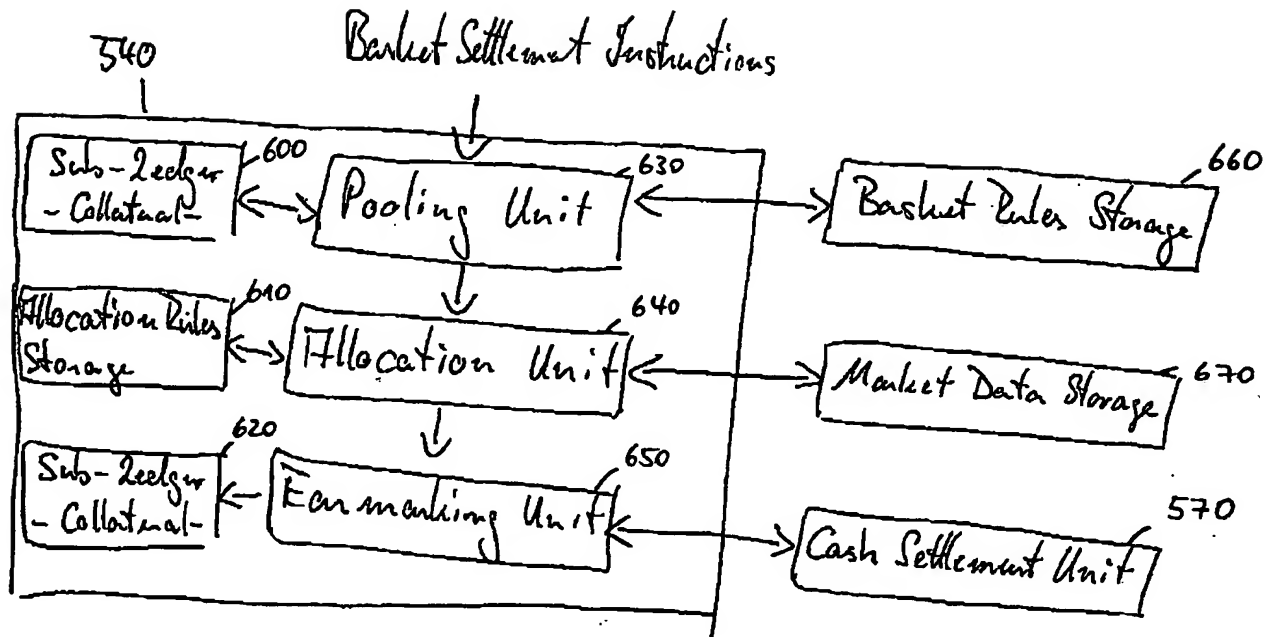 540
Basket Settlement Instructions
Sub-Ledger
- Collateral -
600
Pooling Unit
630
Basket Rules Storage
660
Allocation Rules
Storage
610
Allocation Unit
640
Market Data Storage
670
Sub-Ledger
- Collateral -
620
Earmarking Unit
650
Cash Settlement Unit
570